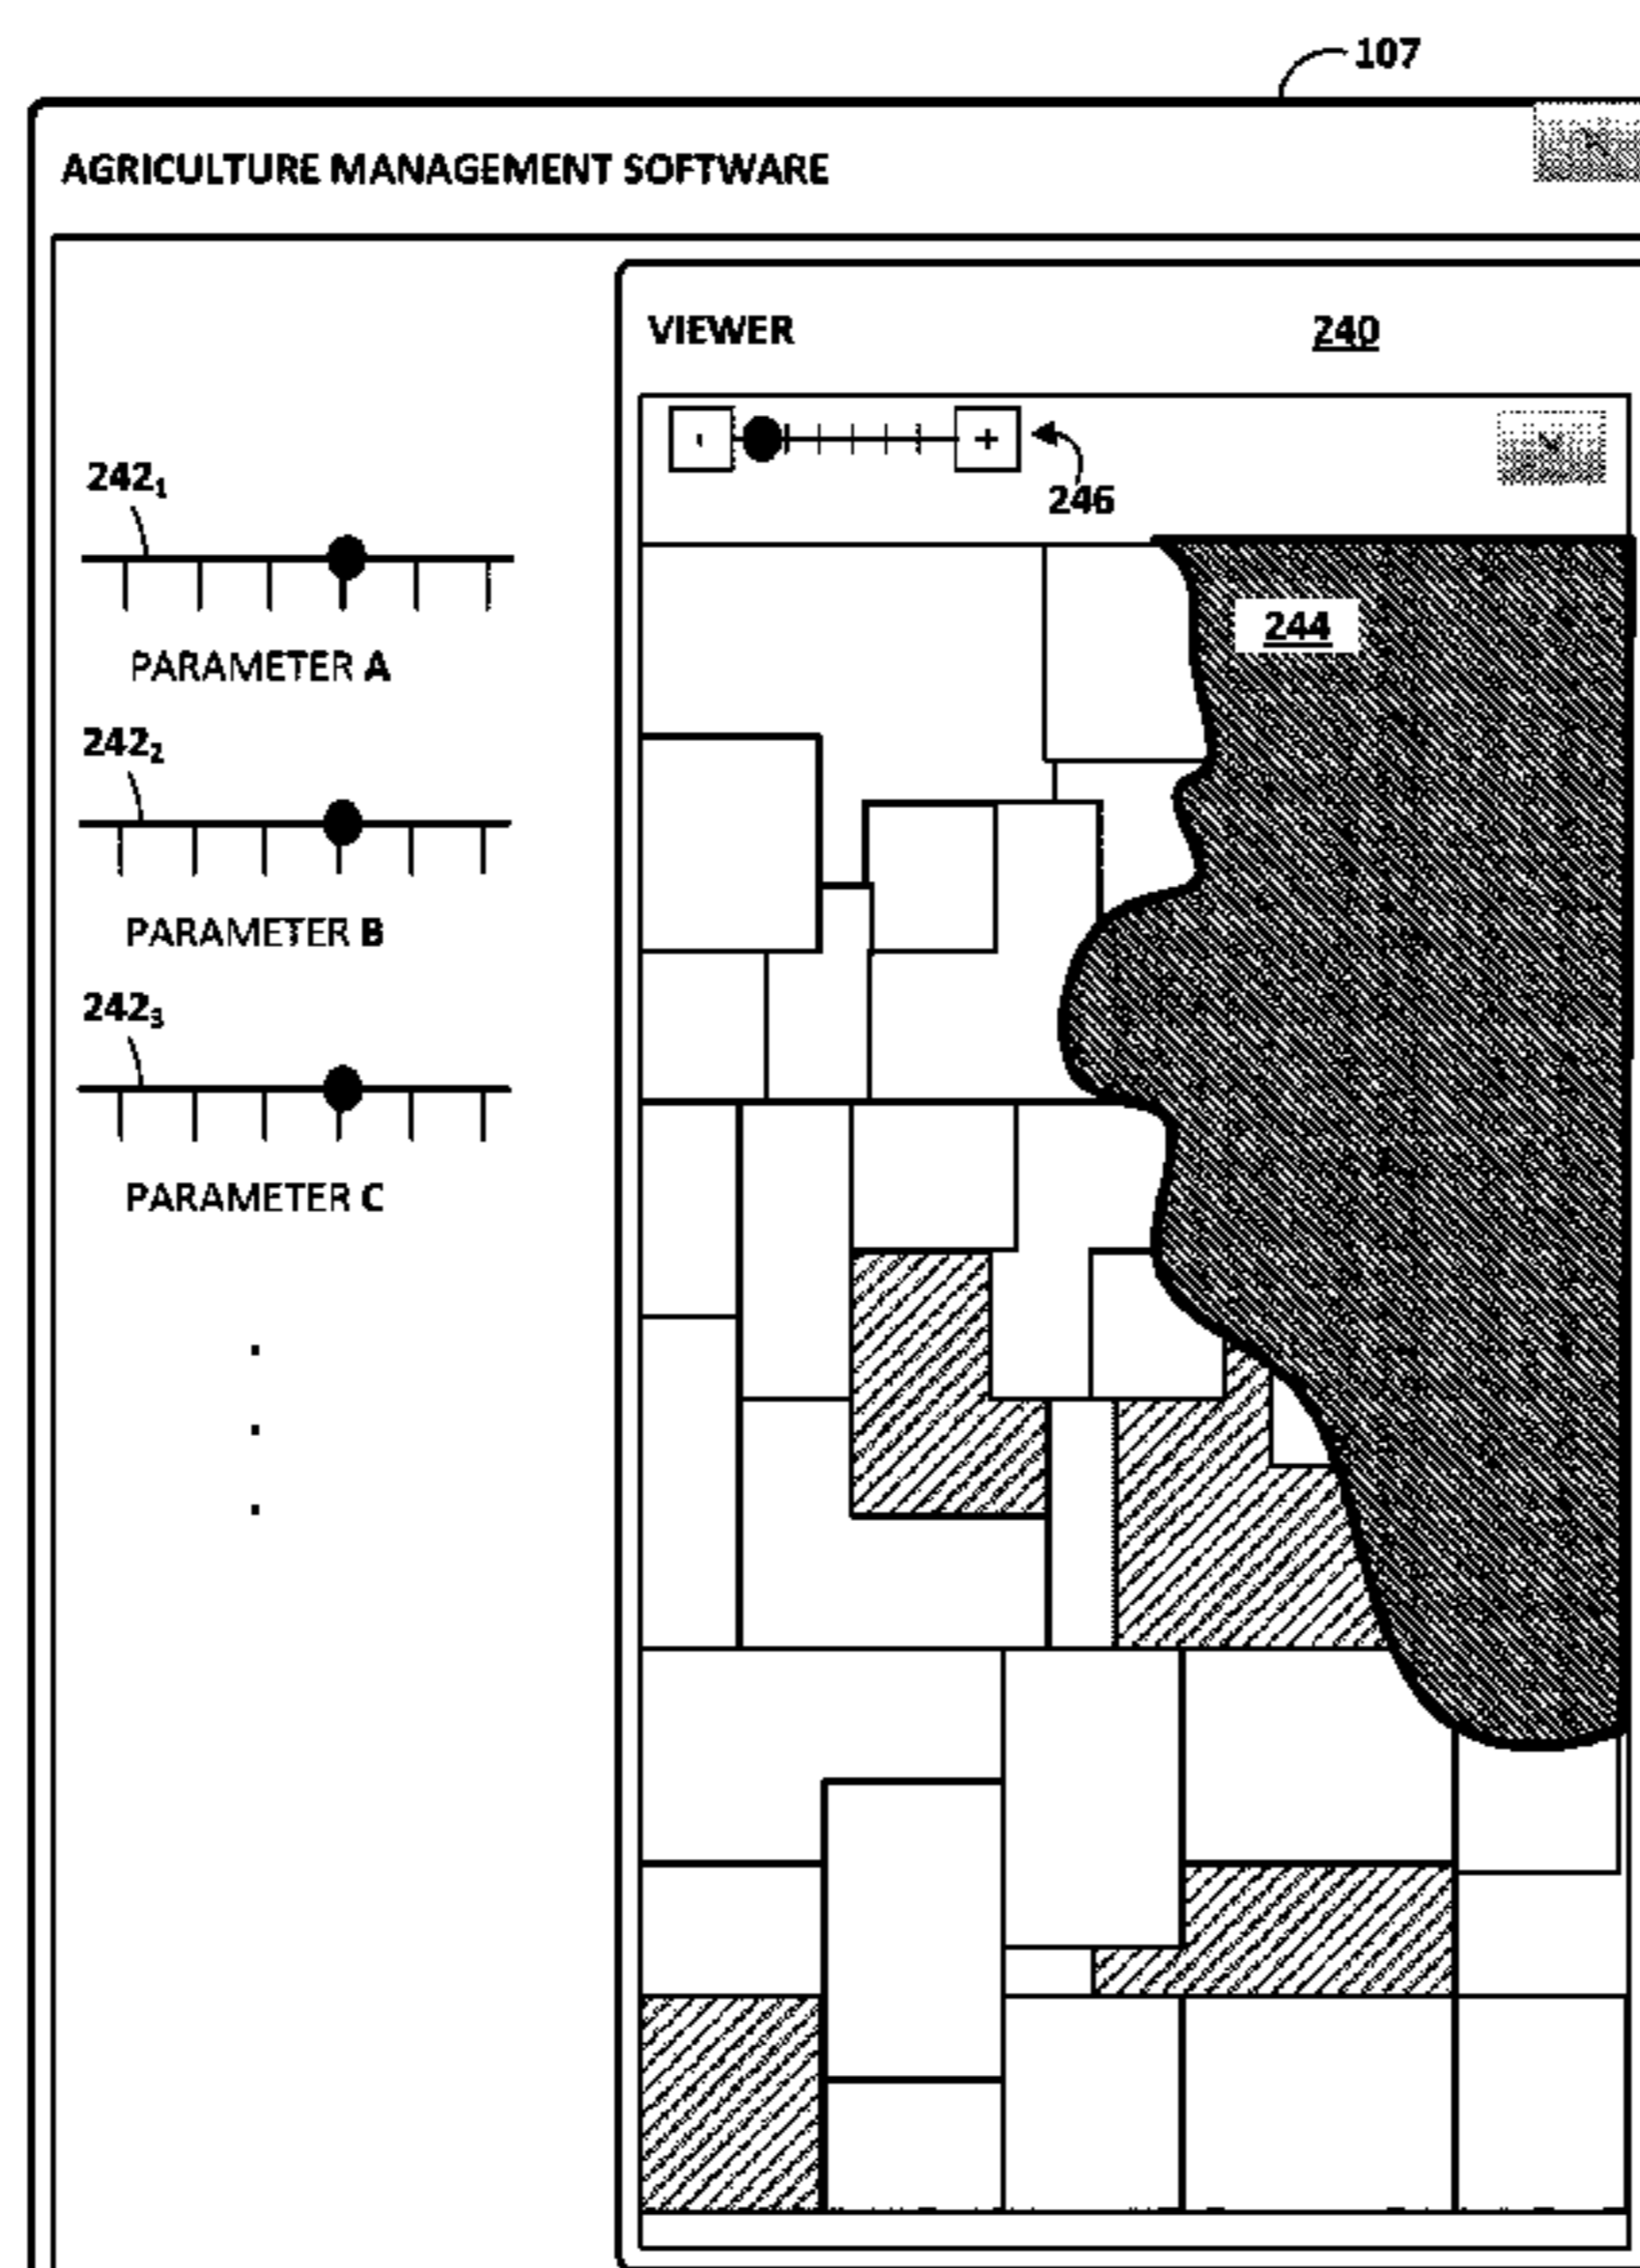 107
AGRICULTURE MANAGEMENT SOFTWARE
VIEWER 240
- +
246
242₁
244
PARAMETER A
242₂
PARAMETER B
242₃
PARAMETER C